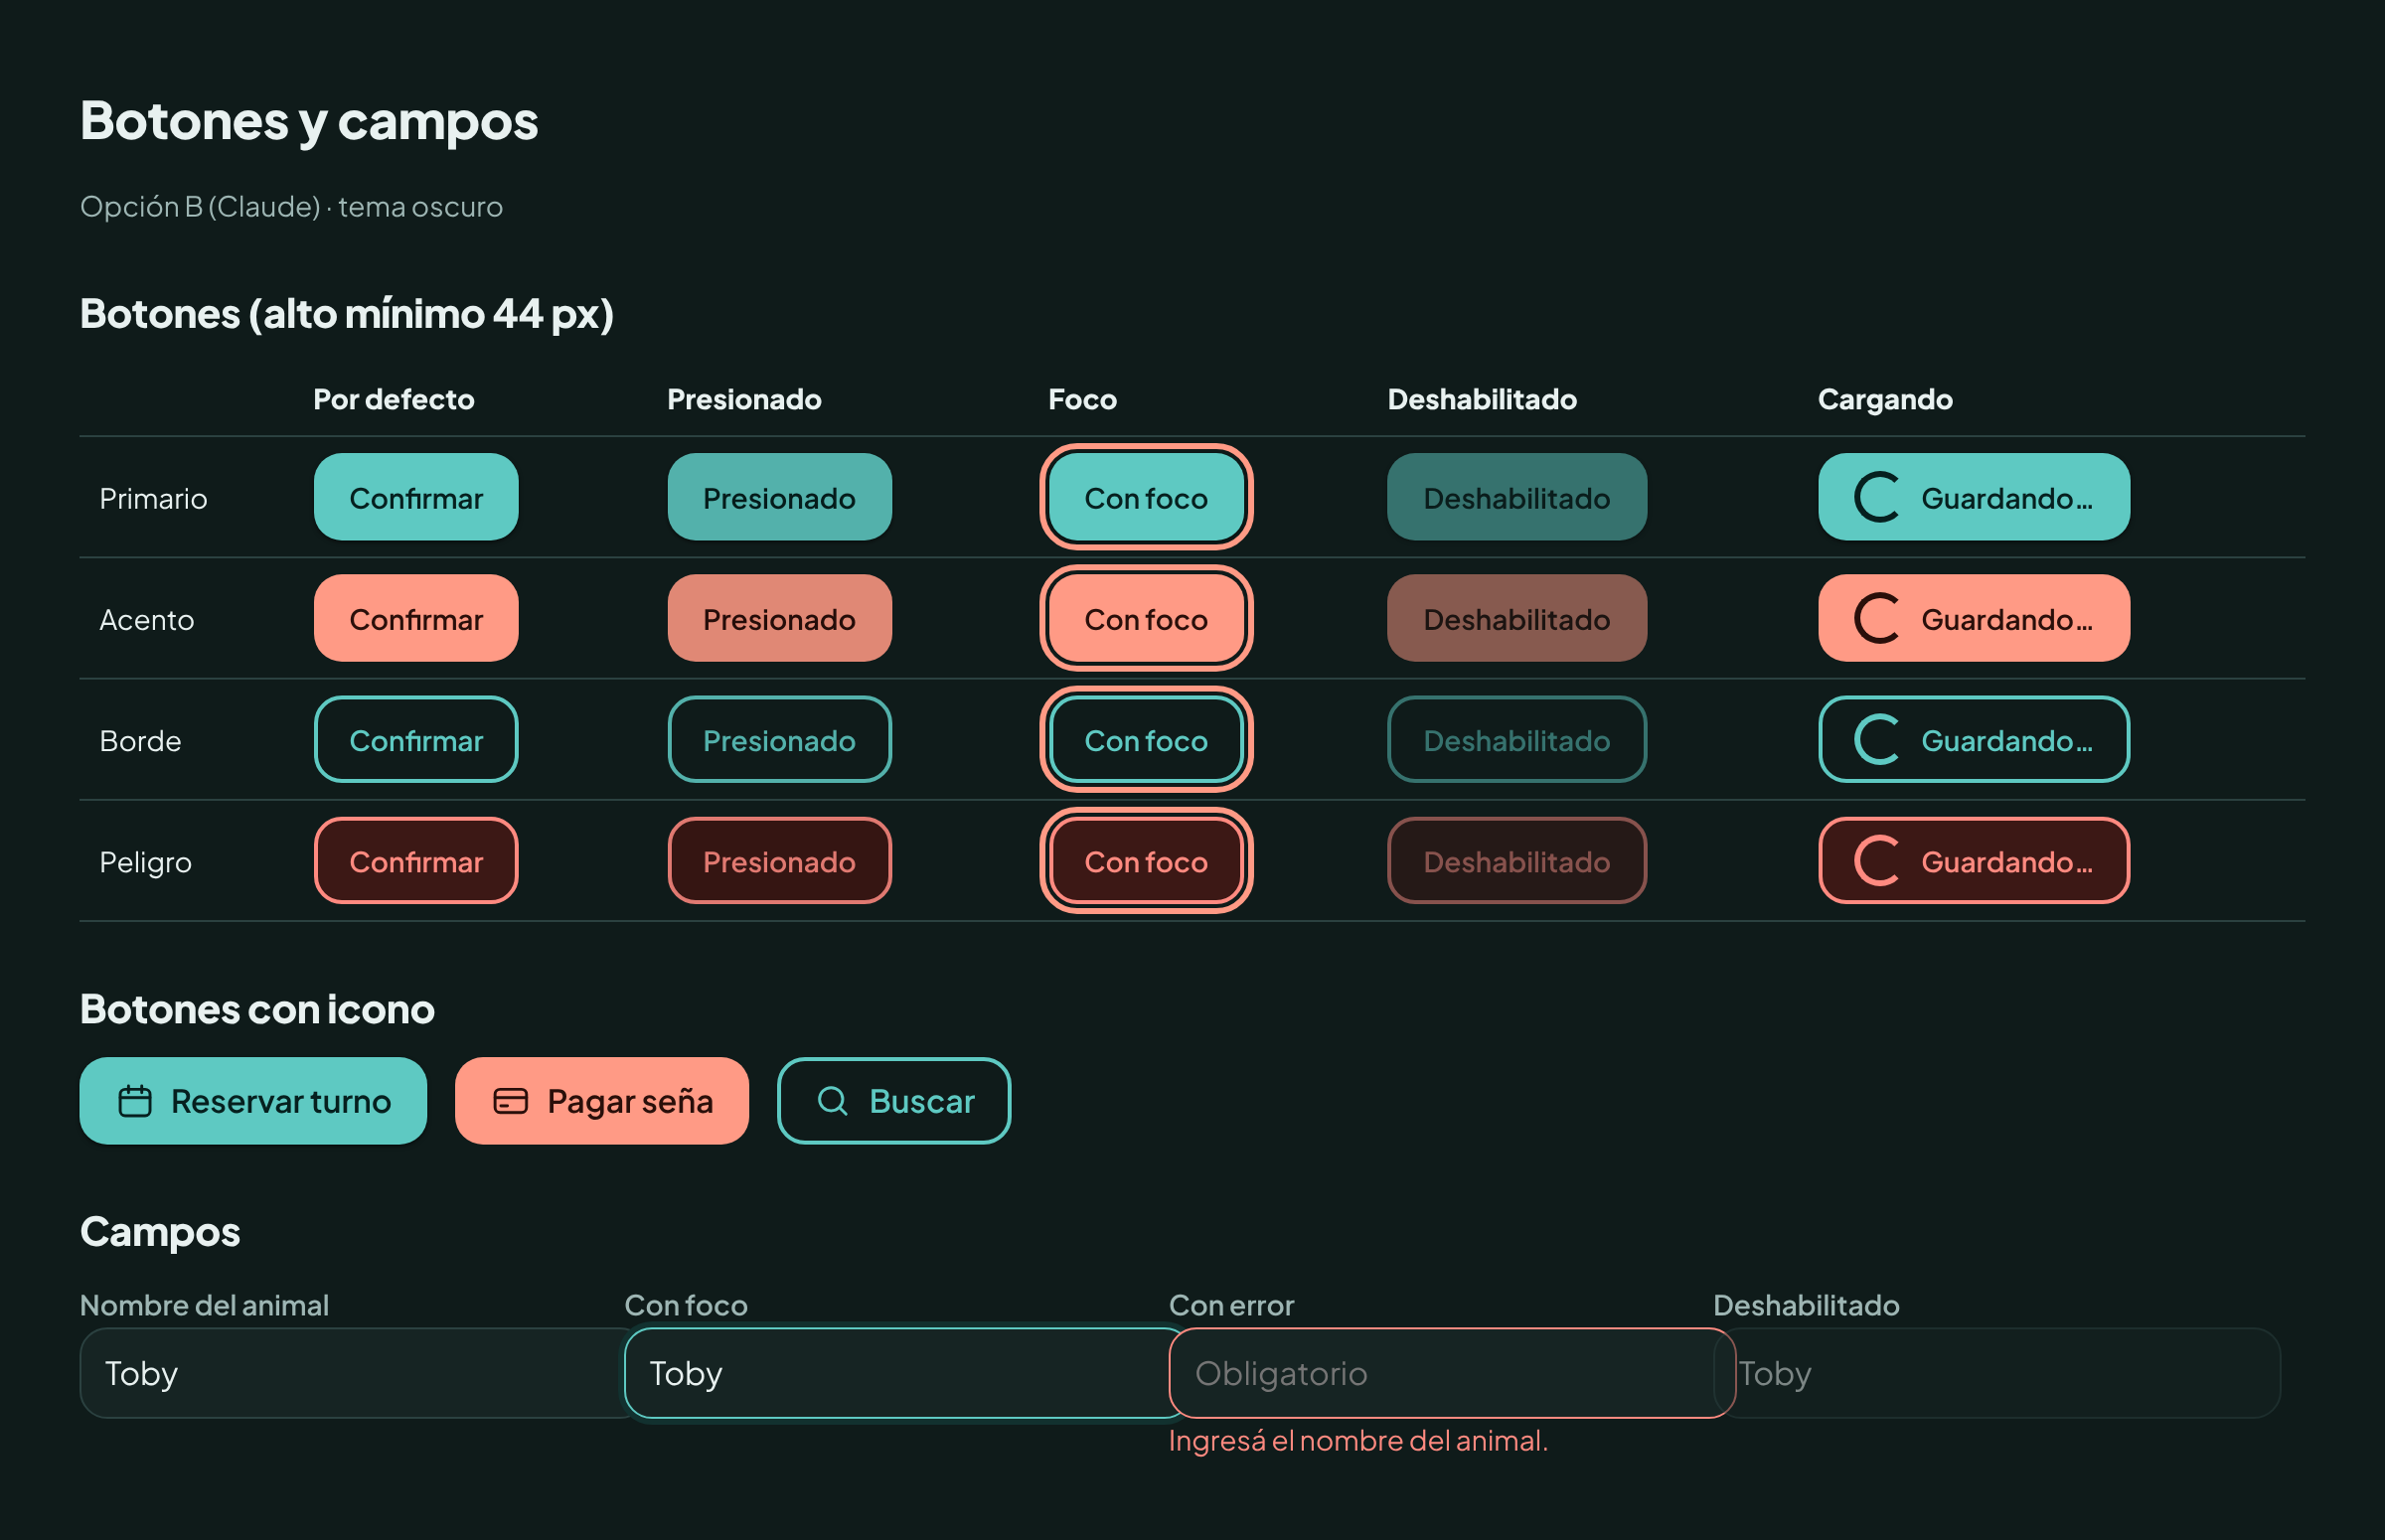 Botones y campos
Opción B (Claude) · tema oscuro
Botones (alto mínimo 44 px)
Por defecto Presionado Foco Deshabilitado Cargando
Primario Confirmar Presionado Con foco Deshabilitado Guardando...
Acento Confirmar Presionado Con foco Deshabilitado Guardando...
Borde Confirmar Presionado Con foco Deshabilitado Guardando...
Peligro Confirmar Presionado Con foco Deshabilitado Guardando...
Botones con icono
Reservar turno Pagar seña Buscar
Campos
Nombre del animal Con foco Con error Deshabilitado
Toby Toby Obligatorio Toby
Ingresá el nombre del animal.